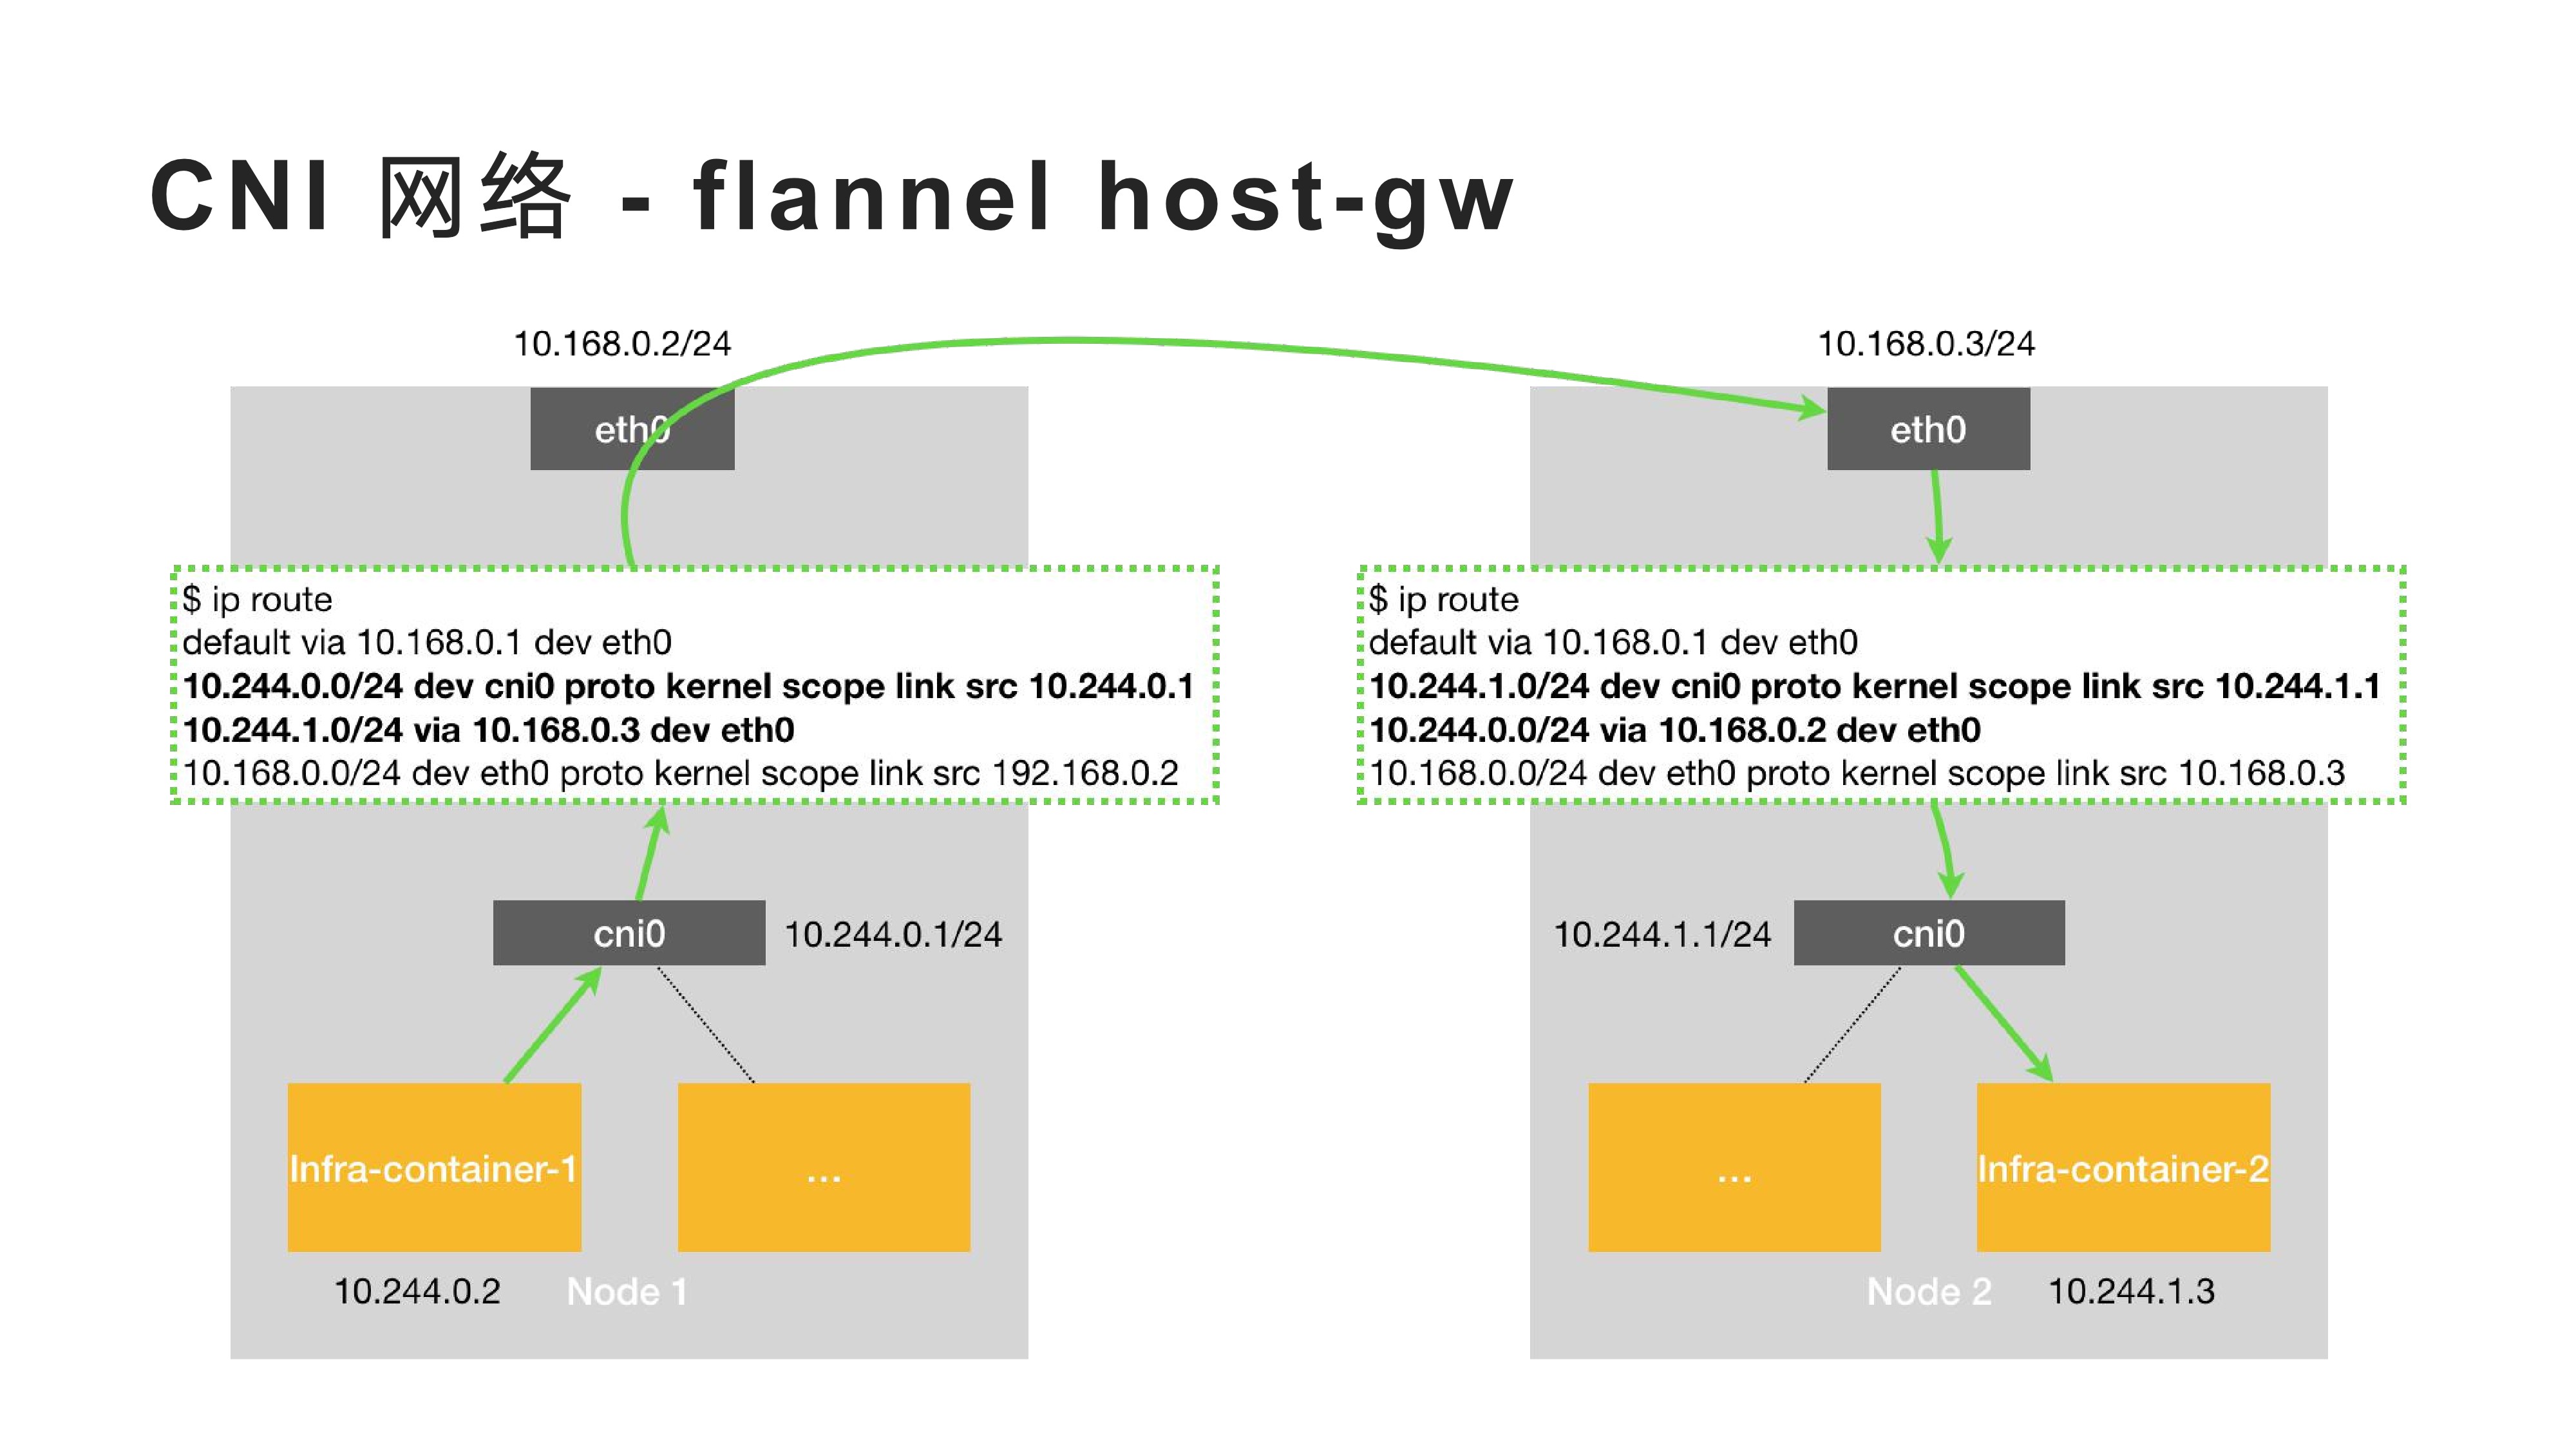 CNI 网络 - flannel host-gw
10.168.0.2/24
eth0
$ ip route
default via 10.168.0.1 dev eth0
10.244.0.0/24 dev cni0 proto kernel scope link src 10.244.0.1
10.244.1.0/24 via 10.168.0.3 dev eth0
10.168.0.0/24 dev eth0 proto kernel scope link src 192.168.0.2
cni0
10.244.0.1/24
Infra-container-1
...
10.244.0.2
Node 1
10.168.0.3/24
eth0
$ ip route
default via 10.168.0.1 dev eth0
10.244.1.0/24 dev cni0 proto kernel scope link src 10.244.1.1
10.244.0.0/24 via 10.168.0.2 dev eth0
10.168.0.0/24 dev eth0 proto kernel scope link src 10.168.0.3
10.244.1.1/24
cni0
...
Infra-container-2
Node 2
10.244.1.3